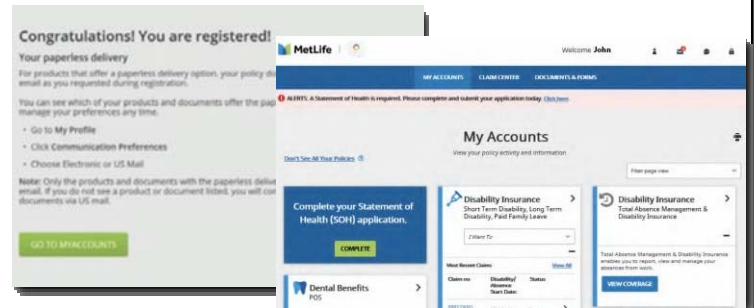 Congratulations! You are registered!
Your paperless delivery
For products that offer a paperless delivery option, your policy
email as you requested during registration.
You can see which of your products and documents offer the
manage your preferences any time.
• Go to My Profile
• Click Communication Preferences
• Choose Electronic or US Mail
Note: Only the products and documents with the paperless
email. If you do not see a product or document listed, you will
documents via US mail.
GO TO MYACCOUNTS
MetLife
Welcome John
MY ACCOUNTS CLAIM CENTER DOCUMENTS & FORMS
ALERTS: A Statement of Health is required. Please complete and submit your application today. Click here
My Accounts
View your policy activity and information
Don't See All Your Policies
Filter page view
Complete your Statement of
Health (SOH) application.
COMPLETE
Dental Benefits
POS
Disability Insurance
Short Term Disability, Long Term
Disability, Paid Family Leave
I Want To
Most Recent Claims View All
Claim no Disability/ Status
Absence
Start Date
Disability Insurance
Total Absence Management &
Disability Insurance
Total Absence Management & Disability Insurance
enables you to report, view and manage your
absences from work.
VIEW COVERAGE